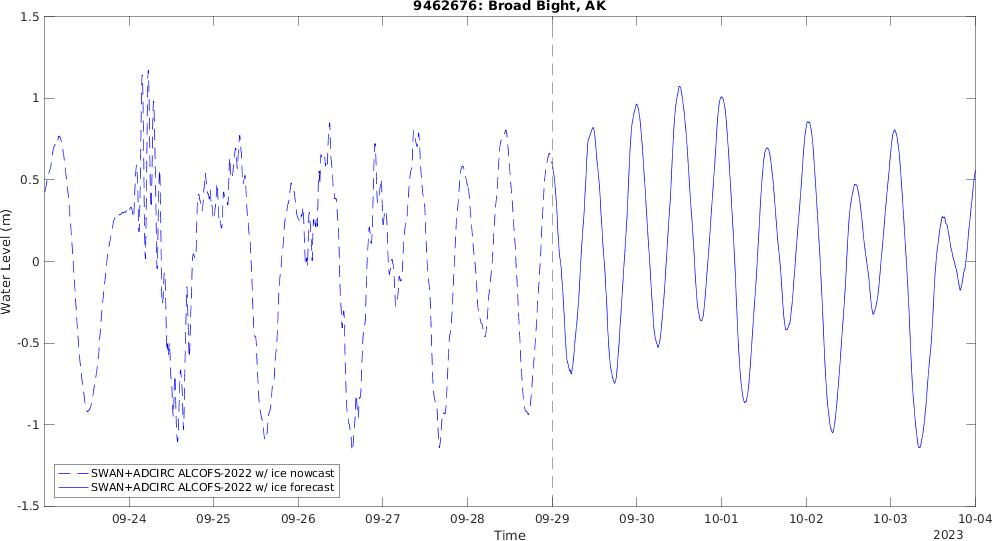 9462676: Broad Bight, AK
1.5
1
0.5
0
-0.5
-1
-1.5
Water Level (m)
SWAN+ADCIRC ALCOFS-2022 w/ ice nowcast
SWAN+ADCIRC ALCOFS-2022 w/ ice forecast
09-24 09-25 09-26 09-27 09-28 09-29 09-30 10-01 10-02 10-03 10-04
Time
2023